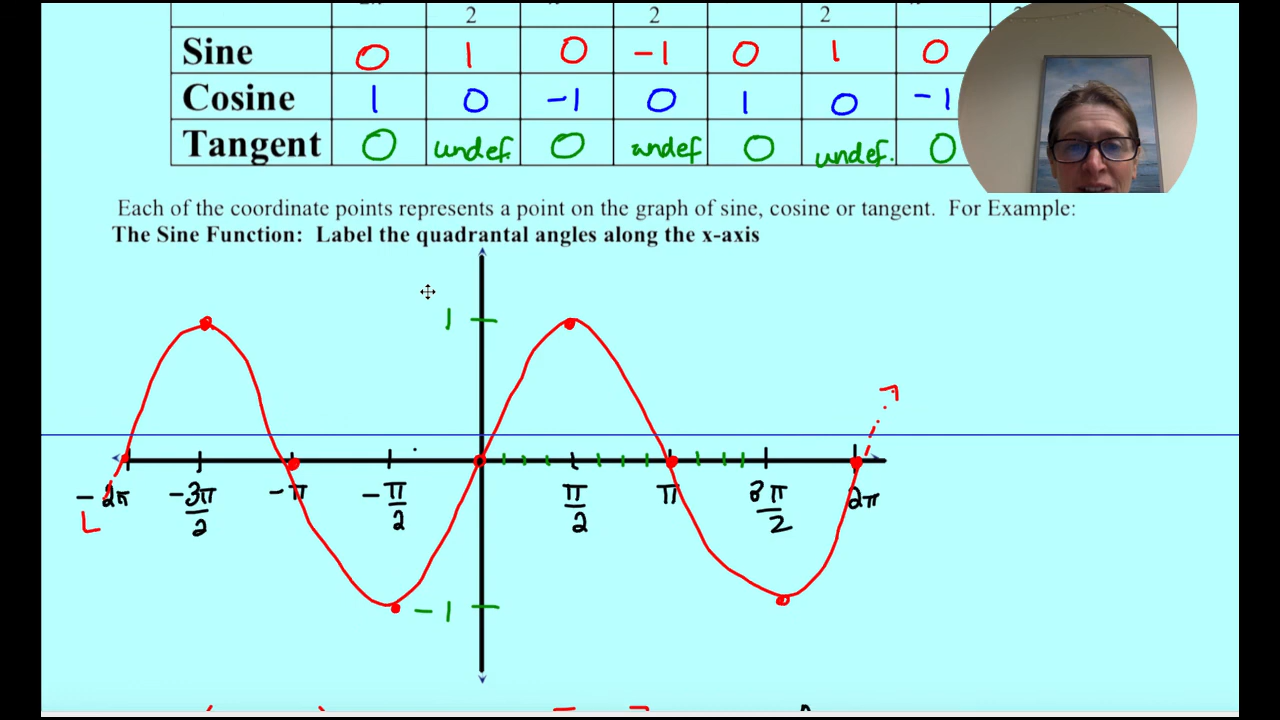 2 2 2
Sine 0 1 0 -1 0 1 0
Cosine 1 0 -1 0 1 0 -1
Tangent 0 undef. 0 undef 0 undef. 0
Each of the coordinate points represents a point on the graph of sine, cosine or tangent. For Example:
The Sine Function: Label the quadrantal angles along the x-axis
1
-2π -3π/2 -π -π/2 π/2 π 3π/2 2π
-1